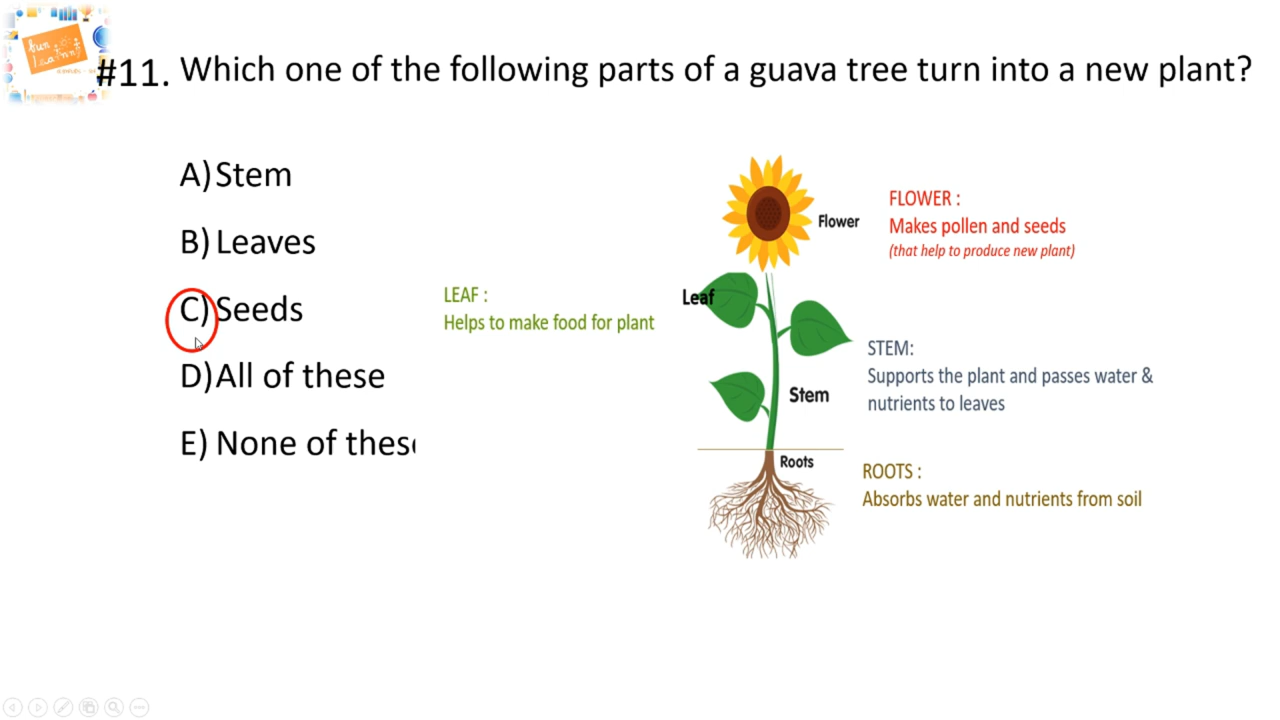 #11. Which one of the following parts of a guava tree turn into a new plant?
A) Stem
B) Leaves
C) Seeds
D) All of these
E) None of these
Flower
FLOWER :
Makes pollen and seeds
(that help to produce new plant)
Leaf
LEAF :
Helps to make food for plant
Stem
STEM:
Supports the plant and passes water &
nutrients to leaves
Roots
ROOTS :
Absorbs water and nutrients from soil